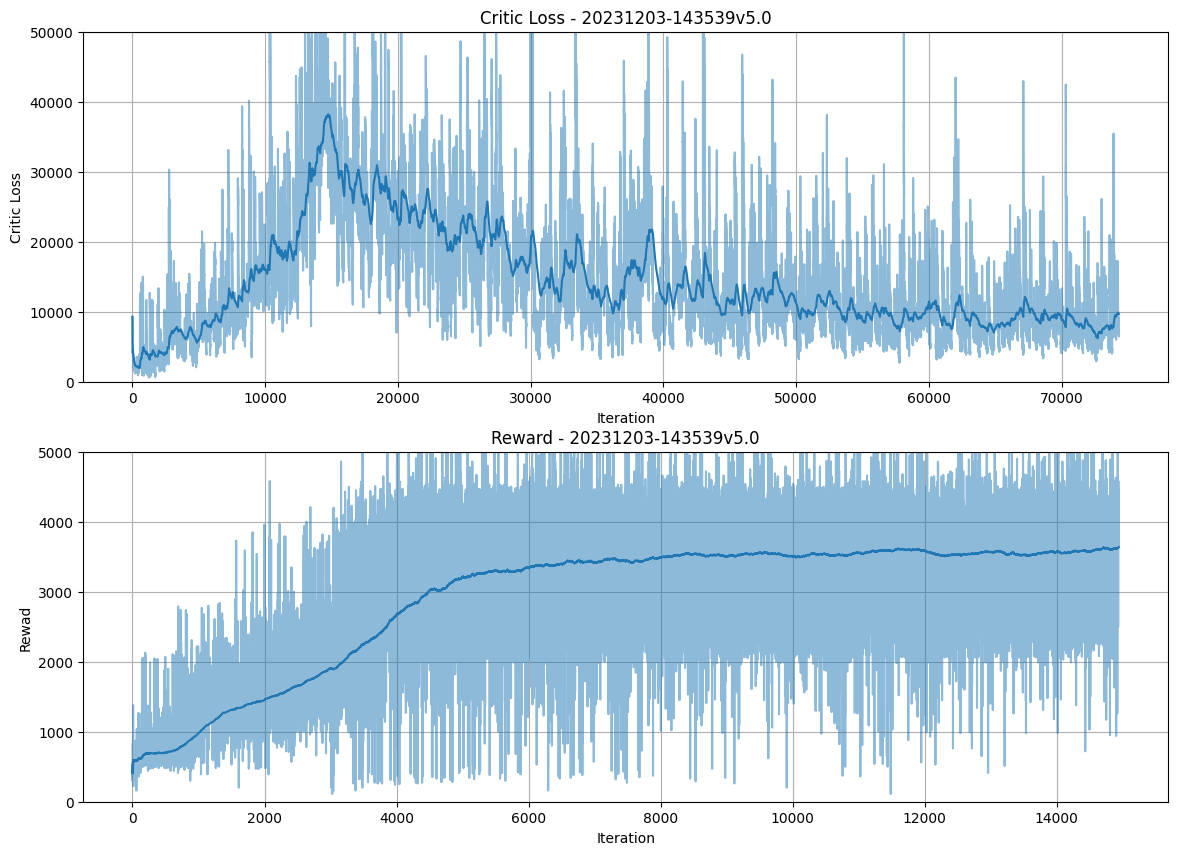 Critic Loss - 20231203-143539v5.0
50000
40000
30000
20000
10000
0
Critic Loss
0 10000 20000 30000 40000 50000 60000 70000
Iteration
Reward - 20231203-143539v5.0
5000
4000
3000
2000
1000
0
Rewad
0 2000 4000 6000 8000 10000 12000 14000
Iteration